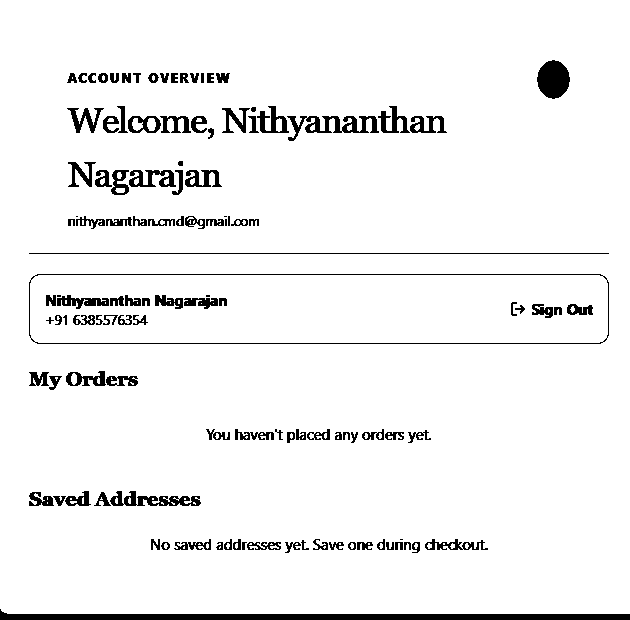 ACCOUNT OVERVIEW
Welcome, Nithyananthan
Nagarajan
nithyananthan.cmd@gmail.com
Nithyananthan Nagarajan
+91 6385576354
Sign Out
My Orders
You haven't placed any orders yet.
Saved Addresses
No saved addresses yet. Save one during checkout.